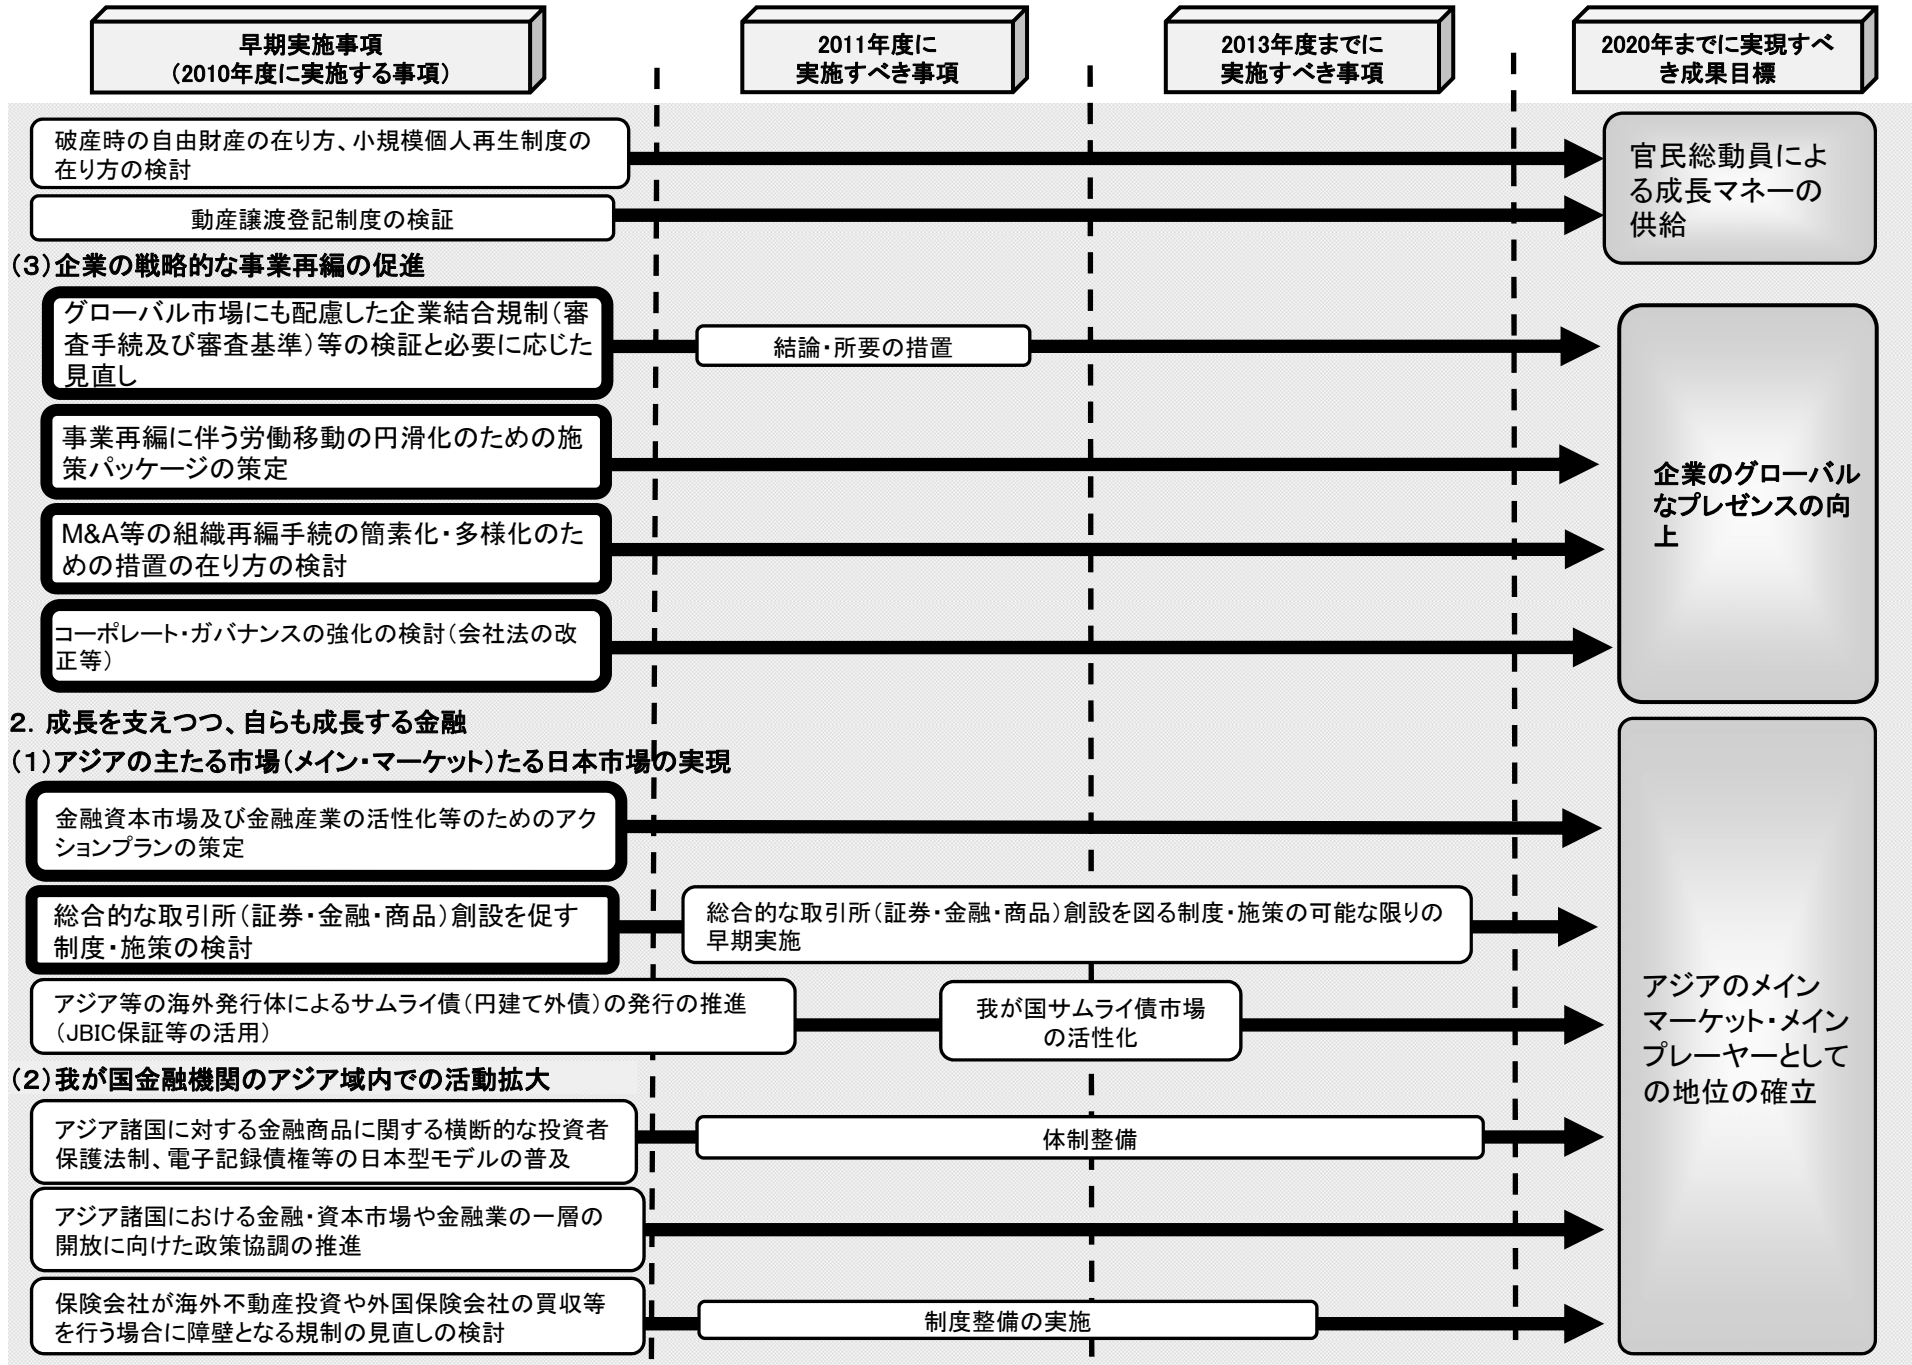 早期実施事項
（2010年度に実施する事項）
2011年度に
実施すべき事項
2013年度までに
実施すべき事項
2020年までに実現すべ
き成果目標
破産時の自由財産の在り方、小規模個人再生制度の
在り方の検討
動産譲渡登記制度の検証
官民総動員によ
る成長マネーの
供給
（３）企業の戦略的な事業再編の促進
グローバル市場にも配慮した企業結合規制（審
査手続及び審査基準）等の検証と必要に応じた
見直し
結論・所要の措置
事業再編に伴う労働移動の円滑化のための施
策パッケージの策定
M&A等の組織再編手続の簡素化・多様化のた
めの措置の在り方の検討
コーポレート・ガバナンスの強化の検討（会社法の改
正等）
企業のグローバル
なプレゼンスの向
上
２．成長を支えつつ、自らも成長する金融
（１）アジアの主たる市場（メイン・マーケット）たる日本市場の実現
金融資本市場及び金融産業の活性化等のためのアク
ションプランの策定
総合的な取引所（証券・金融・商品）創設を促す
制度・施策の検討
総合的な取引所（証券・金融・商品）創設を図る制度・施策の可能な限りの
早期実施
アジア等の海外発行体によるサムライ債（円建て外債）の発行の推進
（JBIC保証等の活用）
我が国サムライ債市場
の活性化
（２）我が国金融機関のアジア域内での活動拡大
アジア諸国に対する金融商品に関する横断的な投資者
保護法制、電子記録債権等の日本型モデルの普及
体制整備
アジア諸国における金融・資本市場や金融業の一層の
開放に向けた政策協調の推進
保険会社が海外不動産投資や外国保険会社の買収等
を行う場合に障壁となる規制の見直しの検討
制度整備の実施
アジアのメイン
マーケット・メイン
プレーヤーとして
の地位の確立